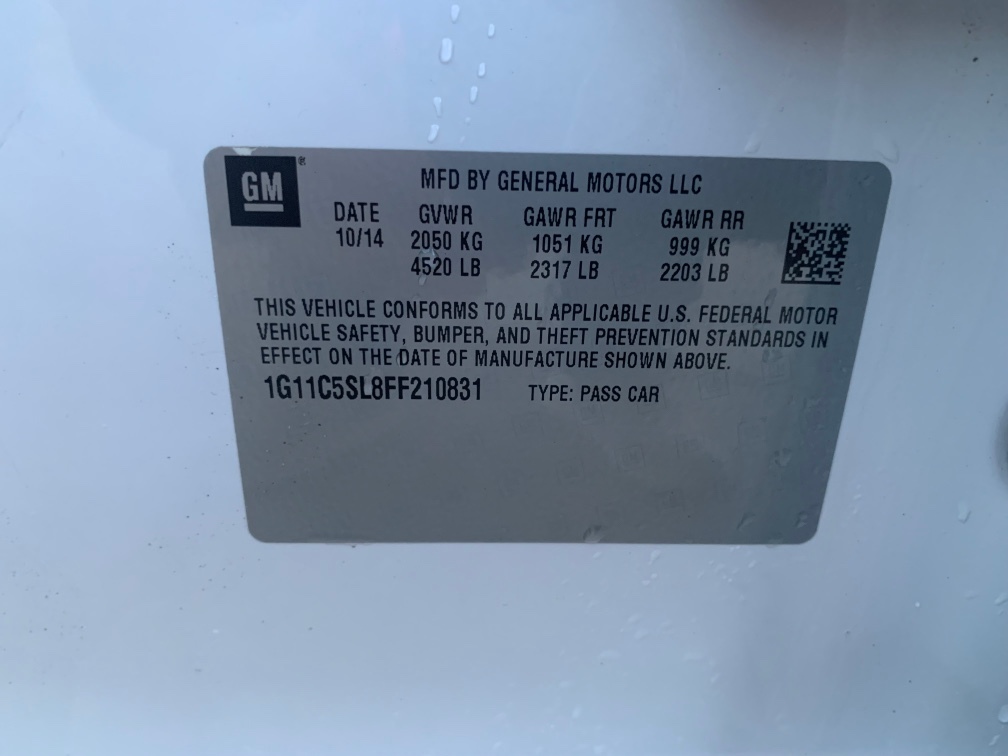 GM®
MFD BY GENERAL MOTORS LLC
DATE GVWR GAWR FRT GAWR RR
10/14 2050 KG 1051 KG 999 KG
4520 LB 2317 LB 2203 LB
THIS VEHICLE CONFORMS TO ALL APPLICABLE U.S. FEDERAL MOTOR
VEHICLE SAFETY, BUMPER, AND THEFT PREVENTION STANDARDS IN
EFFECT ON THE DATE OF MANUFACTURE SHOWN ABOVE.
1G11C5SL8FF210831 TYPE: PASS CAR